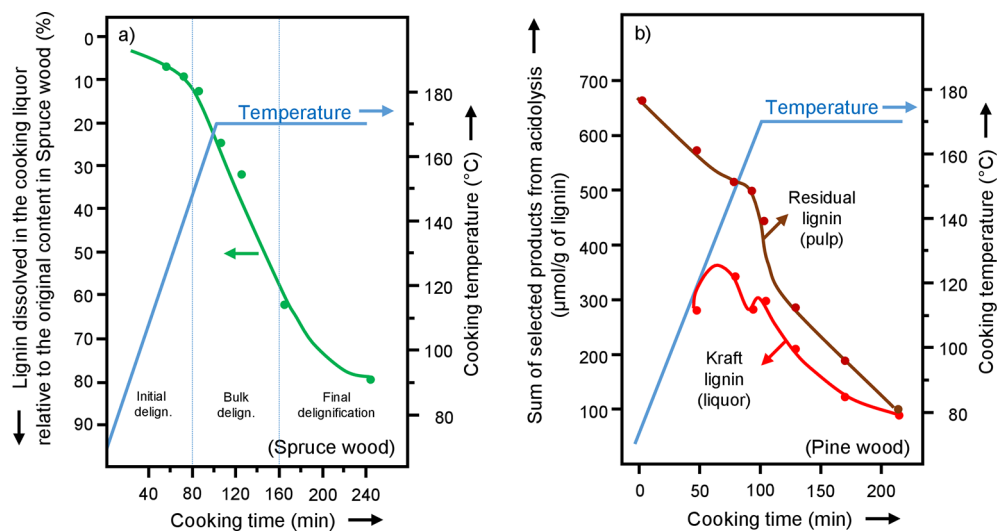 a)
Lignin dissolved in the cooking liquor
relative to the original content in Spruce wood (%)
0
10
20
30
40
50
60
70
80
90
Temperature
180
160
140
120
100
80
Cooking temperature (°C)
Initial
delign.
Bulk
delign.
Final
delignification
(Spruce wood)
40
80
120
160
200
240
Cooking time (min)
b)
Sum of selected products from acidolysis
(µmol/g of lignin)
700
600
500
400
300
200
100
Temperature
180
160
140
120
100
80
Cooking temperature (°C)
Residual
lignin
(pulp)
Kraft
lignin
(liquor)
(Pine wood)
0
50
100
150
200
Cooking time (min)